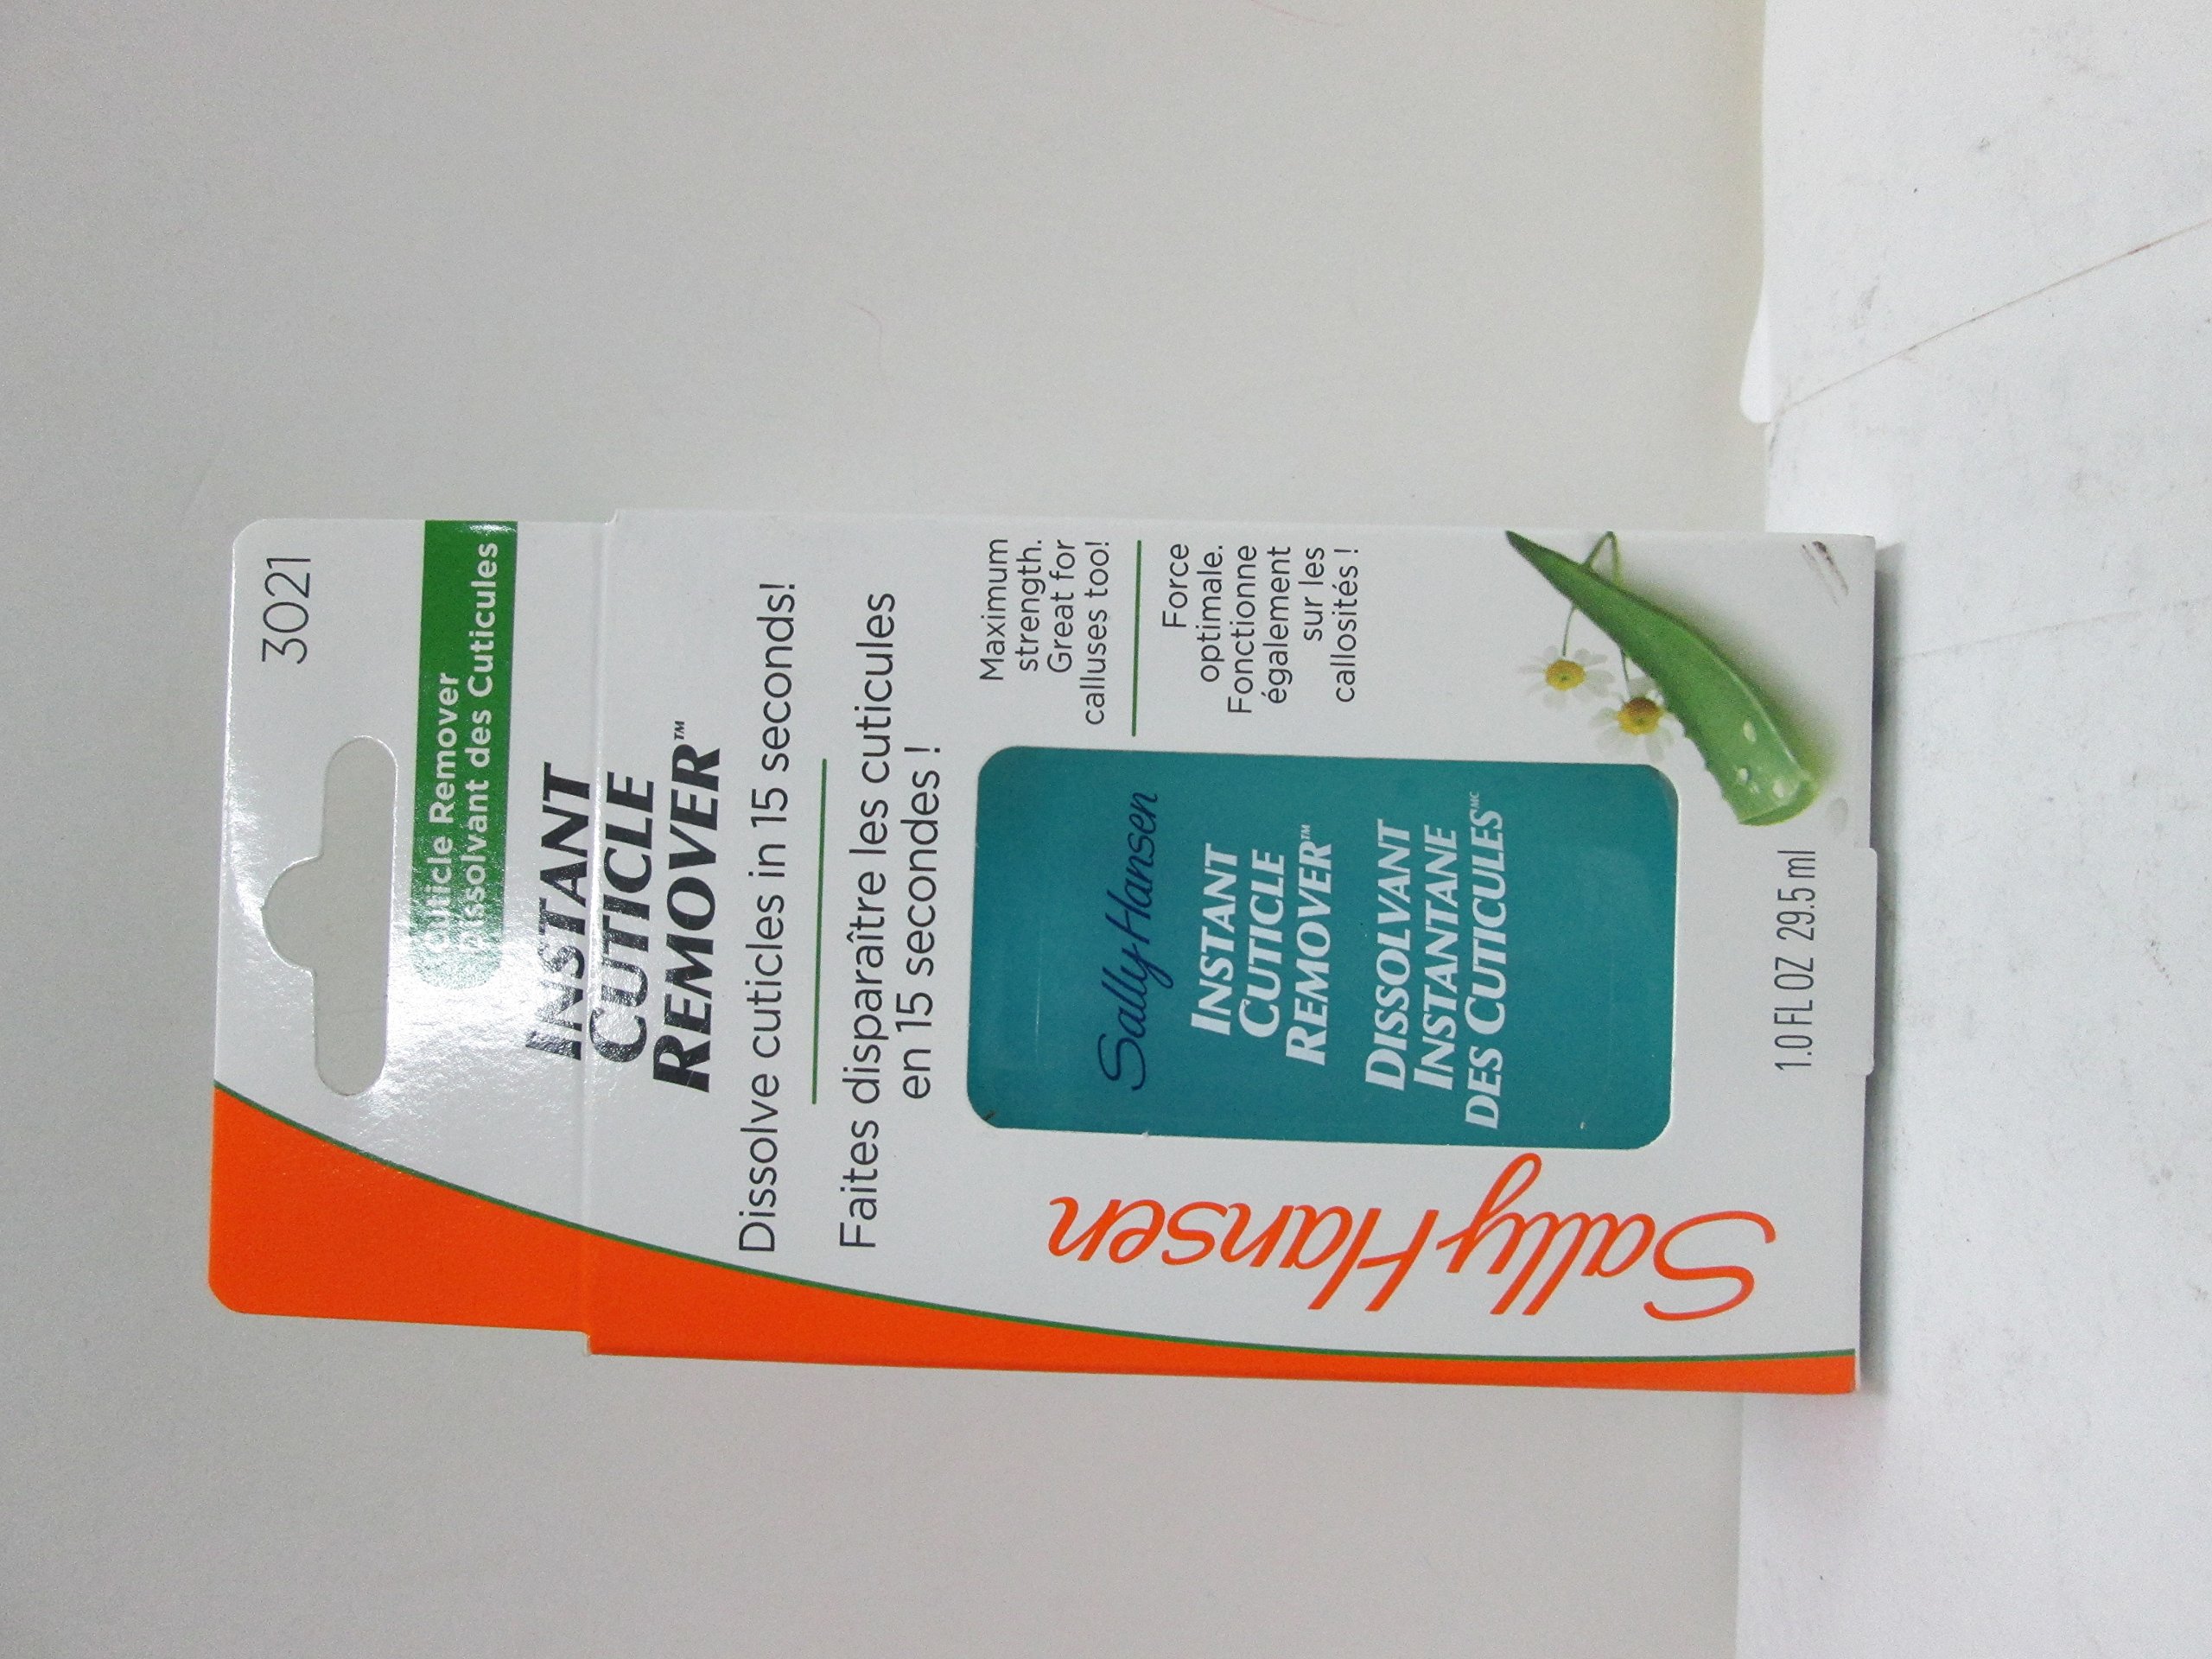 3021
Cuticle Remover
Dissolvant des Cuticules
INSTANT
CUTICLE
REMOVER™
Dissolve cuticles in 15 seconds!
Faites disparaître les cuticules
en 15 secondes !
Maximum
strength.
Great for
calluses too!
Force
optimale.
Fonctionne
également
sur les
callosités !
Sally Hansen
INSTANT
CUTICLE
REMOVER™
DISSOLVANT
INSTANTANE
DES CUTICULES MC
Sally Hansen
1.0 FL OZ 29.5 ml